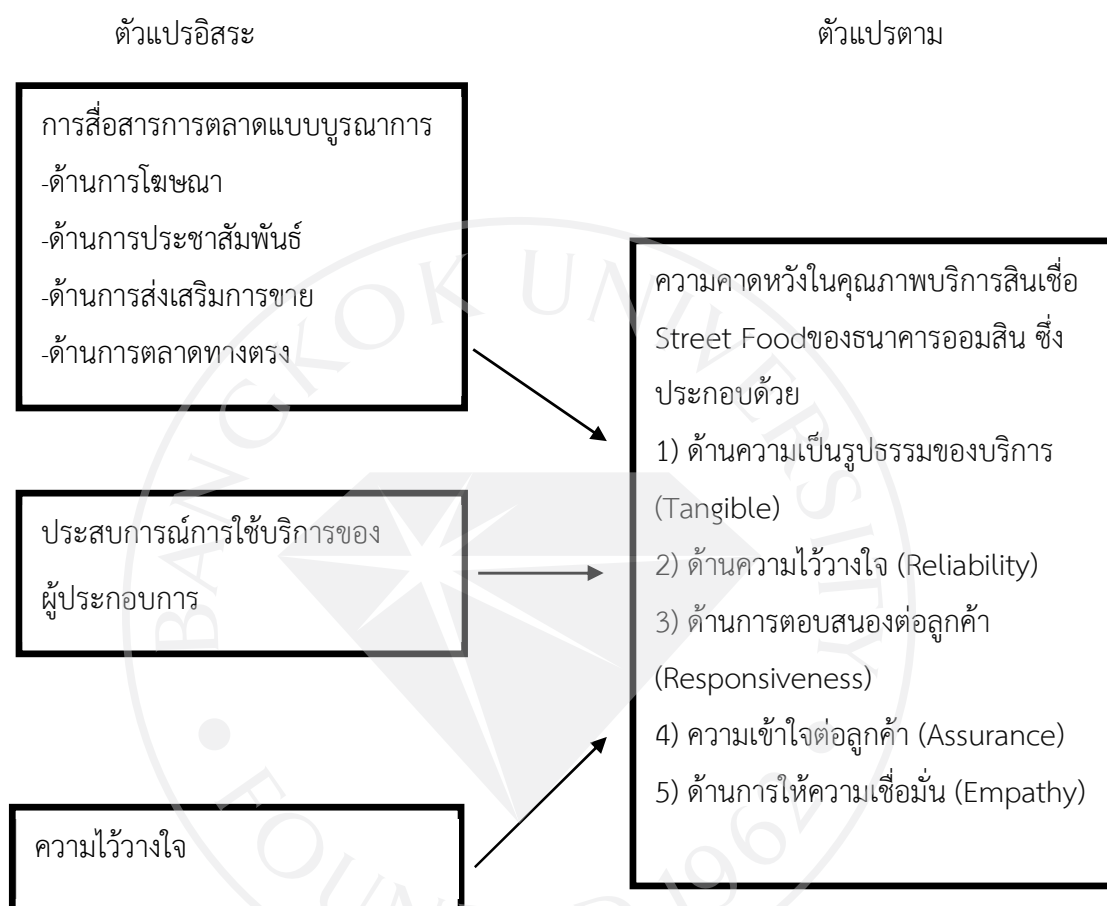 ตัวแปรอิสระ
ตัวแปรตาม
การสื่อสารการตลาดแบบบูรณาการ
-ด้านการโฆษณา
-ด้านการประชาสัมพันธ์
-ด้านการส่งเสริมการขาย
-ด้านการตลาดทางตรง
ประสบการณ์การใช้บริการของ
ผู้ประกอบการ
ความไว้วางใจ
ความคาดหวังในคุณภาพบริการสินเชื่อ
Street Foodของธนาคารออมสิน ซึ่ง
ประกอบด้วย
1) ด้านความเป็นรูปธรรมของบริการ
(Tangible)
2) ด้านความไว้วางใจ (Reliability)
3) ด้านการตอบสนองต่อลูกค้า
(Responsiveness)
4) ความเข้าใจต่อลูกค้า (Assurance)
5) ด้านการให้ความเชื่อมั่น (Empathy)
BANGKOK UNIVERSITY